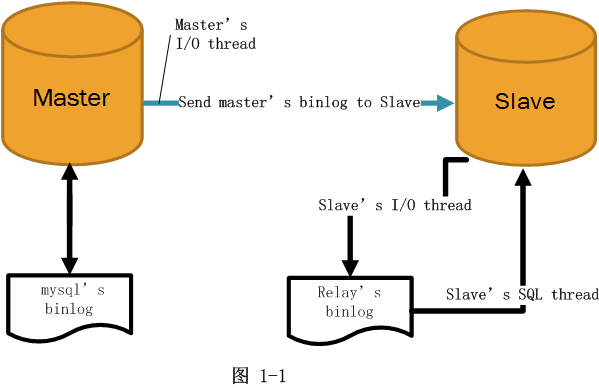 Master's
I/O thread
Master
Send master's binlog to Slave
Slave
Slave's I/O thread
mysql's
binlog
Relay's
binlog
Slave's SQL thread
图 1-1